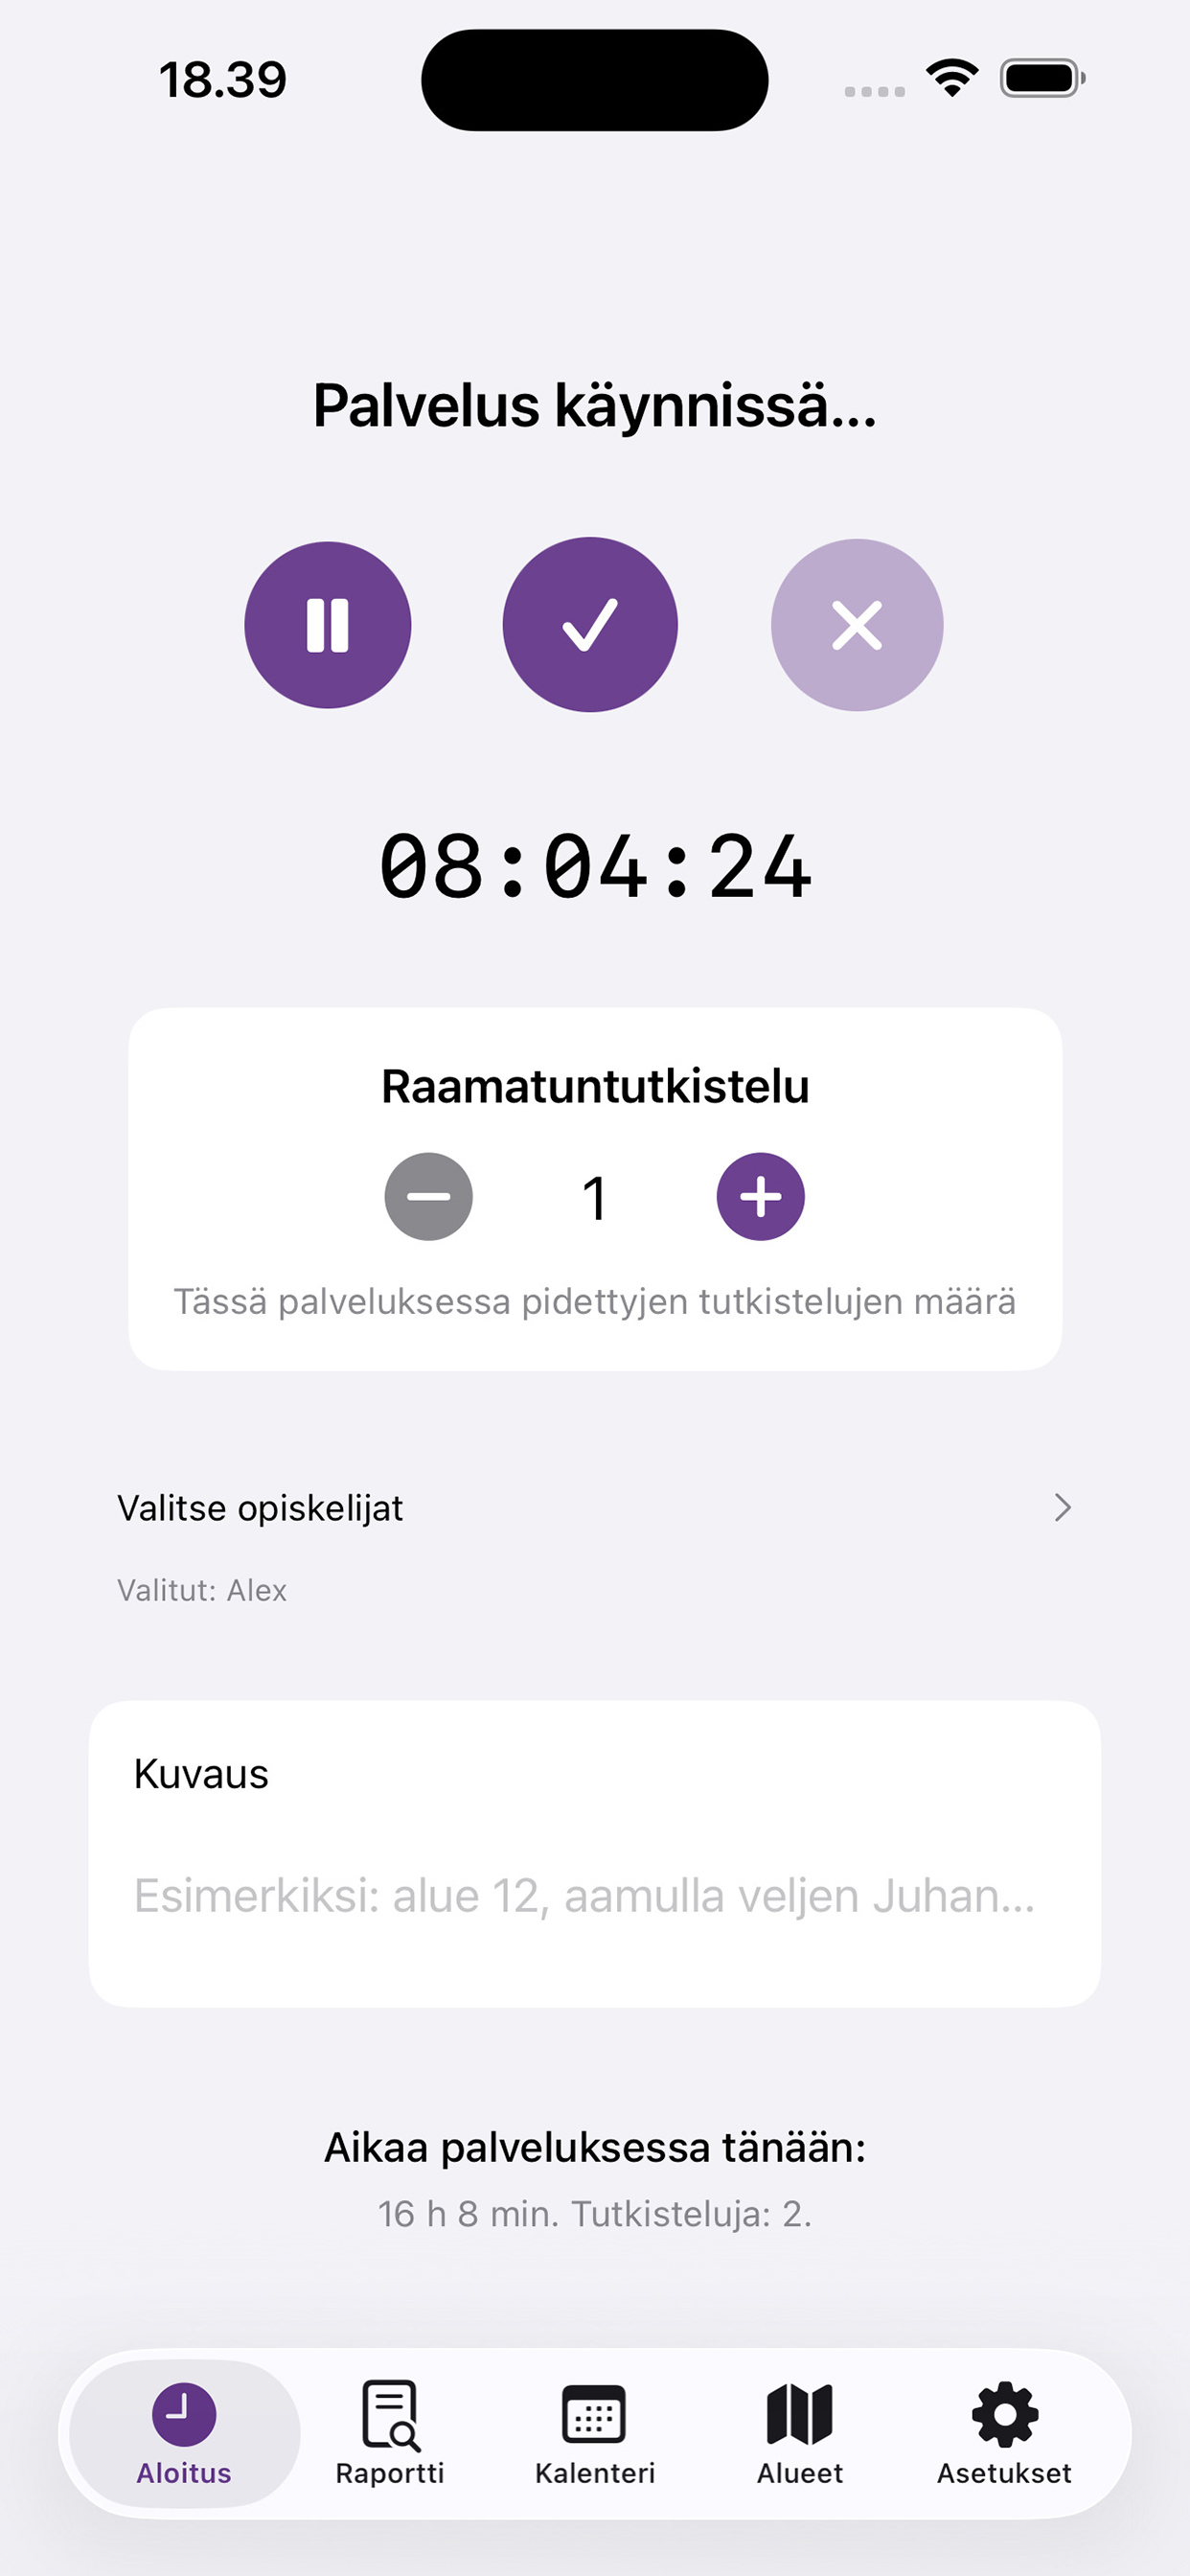 18.39
Palvelus käynnissä...
08:04:24
Raamatuntutkistelu
1
Tässä palveluksessa pidettyjen tutkistelujen määrä
Valitse opiskelijat
Valitut: Alex
Kuvaus
Esimerkiksi: alue 12, aamulla veljen Juhan...
Aikaa palveluksessa tänään:
16 h 8 min. Tutkisteluja: 2.
Aloitus Raportti Kalenteri Alueet Asetukset